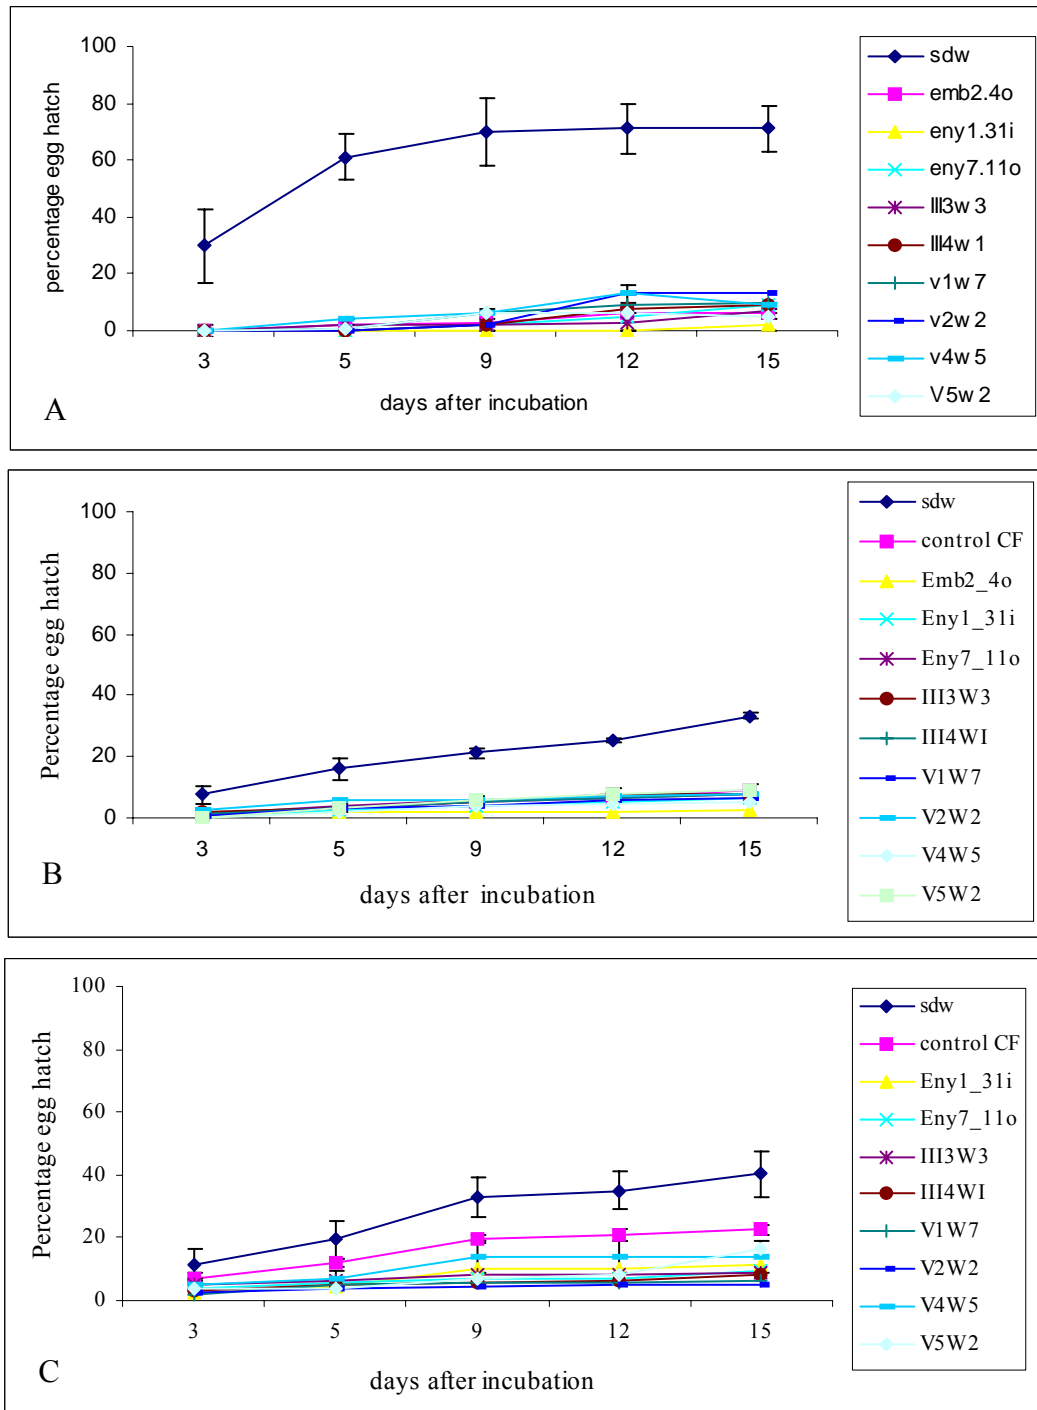 100
80
60
40
20
0
percentage egg hatch
3 5 9 12 15
days after incubation
A
sdw
emb2.4o
eny1.31i
eny7.11o
III3w 3
III4w 1
v1w 7
v2w 2
v4w 5
V5w 2
100
80
60
40
20
0
Percentage egg hatch
3 5 9 12 15
days after incubation
B
sdw
control CF
Emb2_4o
Eny1_31i
Eny7_11o
III3W3
III4WI
V1W7
V2W2
V4W5
V5W2
100
80
60
40
20
0
Percentage egg hatch
3 5 9 12 15
days after incubation
C
sdw
control CF
Eny1_31i
Eny7_11o
III3W3
III4WI
V1W7
V2W2
V4W5
V5W2